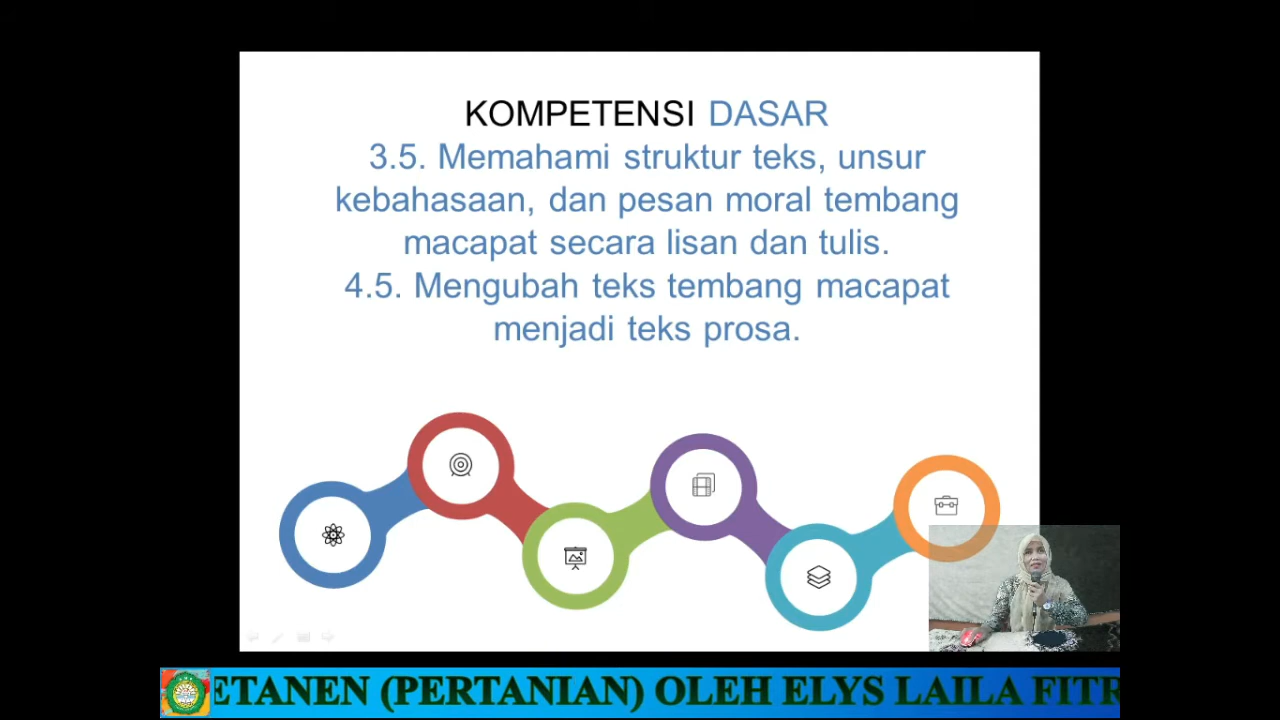 KOMPETENSI DASAR
3.5. Memahami struktur teks, unsur
kebahasaan, dan pesan moral tembang
macapat secara lisan dan tulis.
4.5. Mengubah teks tembang macapat
menjadi teks prosa.
ETANEN (PERTANIAN) OLEH ELYS LAILA FITR